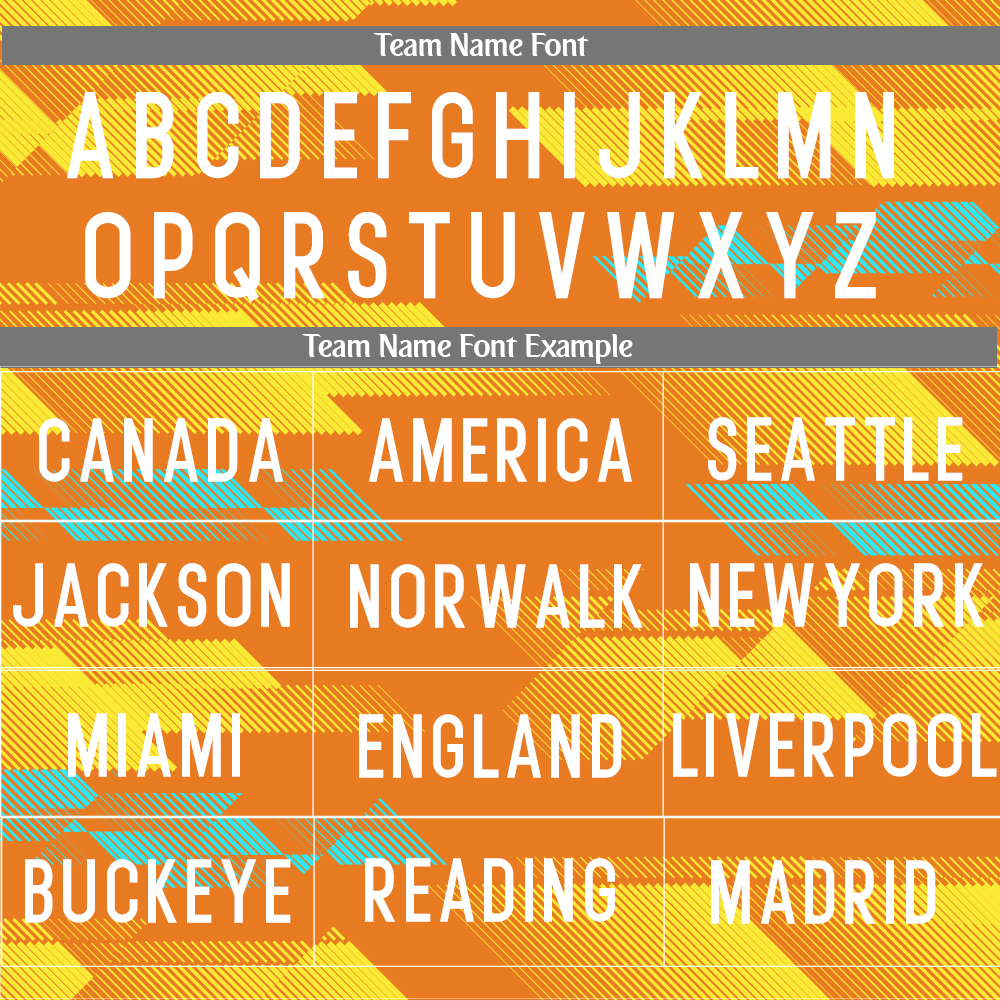 Team Name Font
ABCDEFGHIJKLMN
OPQRSTUVWXYZ
Team Name Font Example
CANADA AMERICA SEATTLE
JACKSON NORWALK NEWYORK
MIAMI ENGLAND LIVERPOOL
BUCKEYE READING MADRID